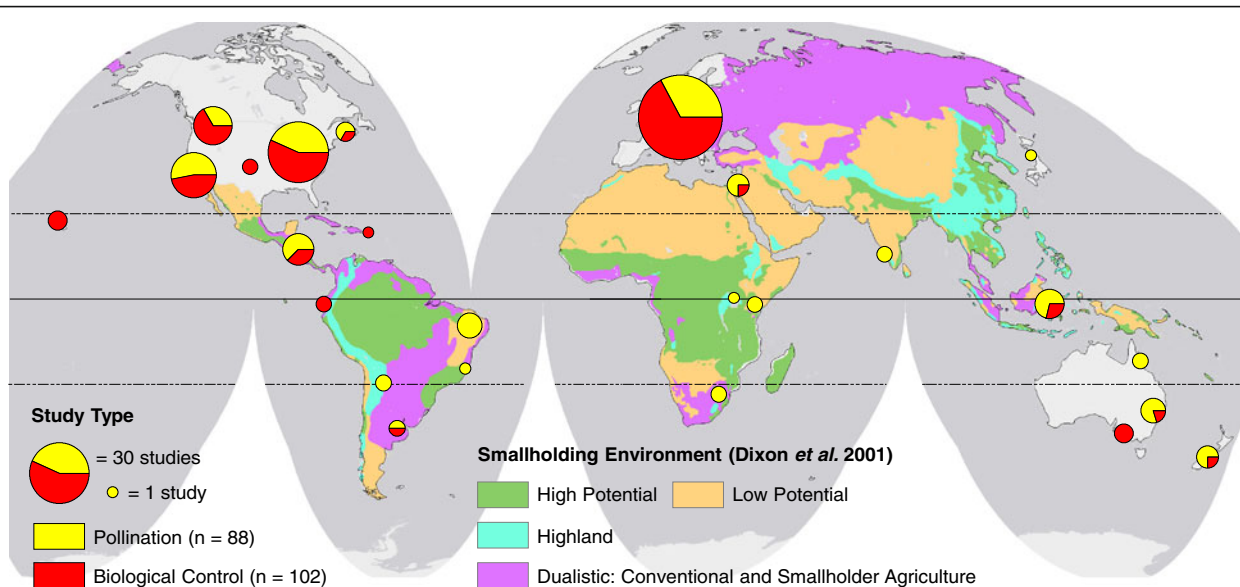 Study Type
= 30 studies
= 1 study
Pollination (n = 88)
Biological Control (n = 102)
Smallholding Environment (Dixon et al. 2001)
High Potential
Low Potential
Highland
Dualistic: Conventional and Smallholder Agriculture